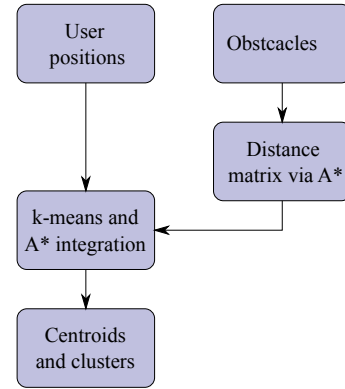 User
positions
Obstcacles
Distance
matrix via A*
k-means and
A* integration
Centroids
and clusters